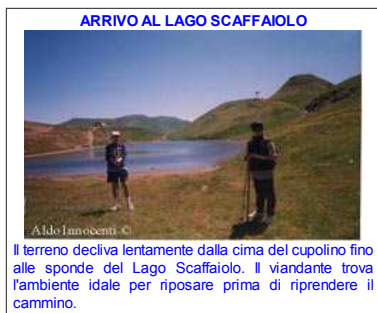 ARRIVO AL LAGO SCAFFAIOLO
Aldo Innocenti ©
Il terreno decliva lentamente dalla cima del cupolino fino
alle sponde del Lago Scaffaiolo. Il viandante trova
l'ambiente idale per riposare prima di riprendere il
cammino.